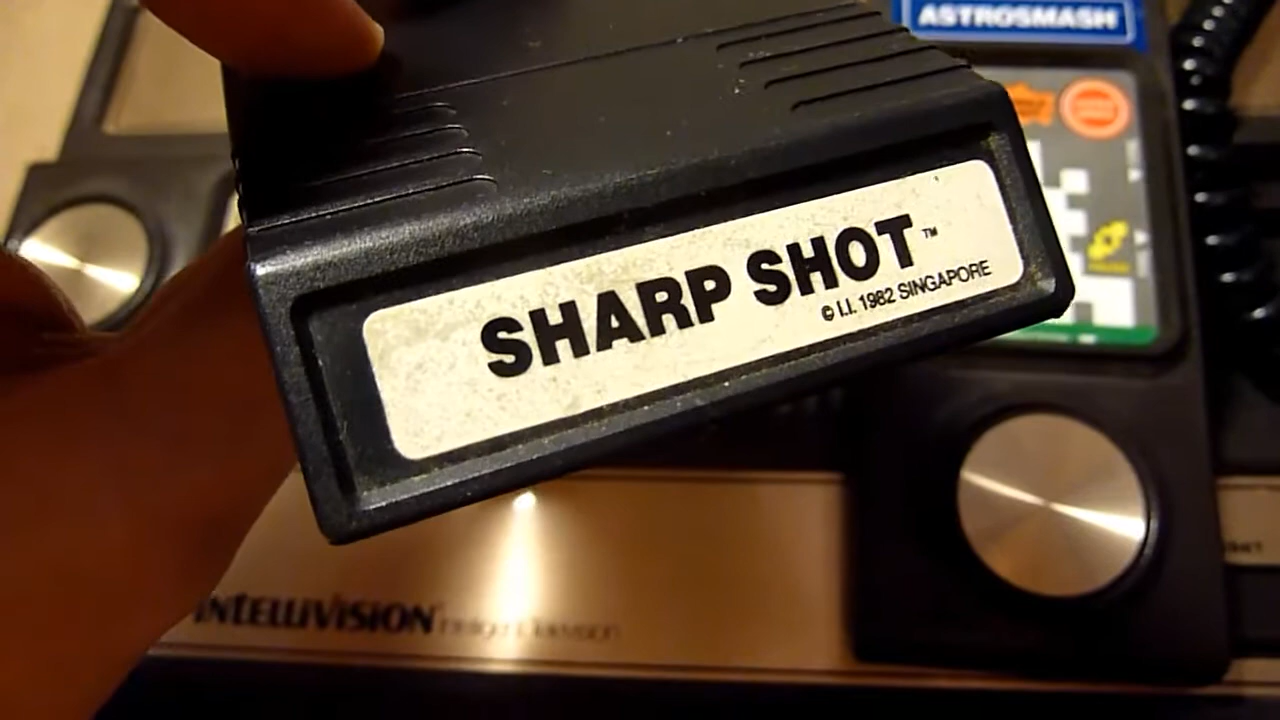 ASTROSMASH
SHARP SHOT™
© I.I. 1982 SINGAPORE
INTELLIVISION